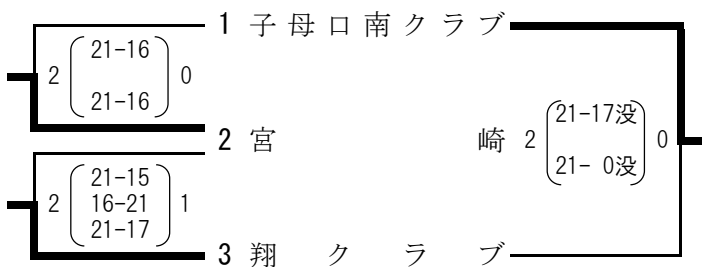 1 子母口南クラブ
2 ( 21-16 21-16 ) 0
2 宮崎
2 ( 21-17没 21- 0没 ) 0
2 ( 21-15 16-21 21-17 ) 1
3 翔クラブ